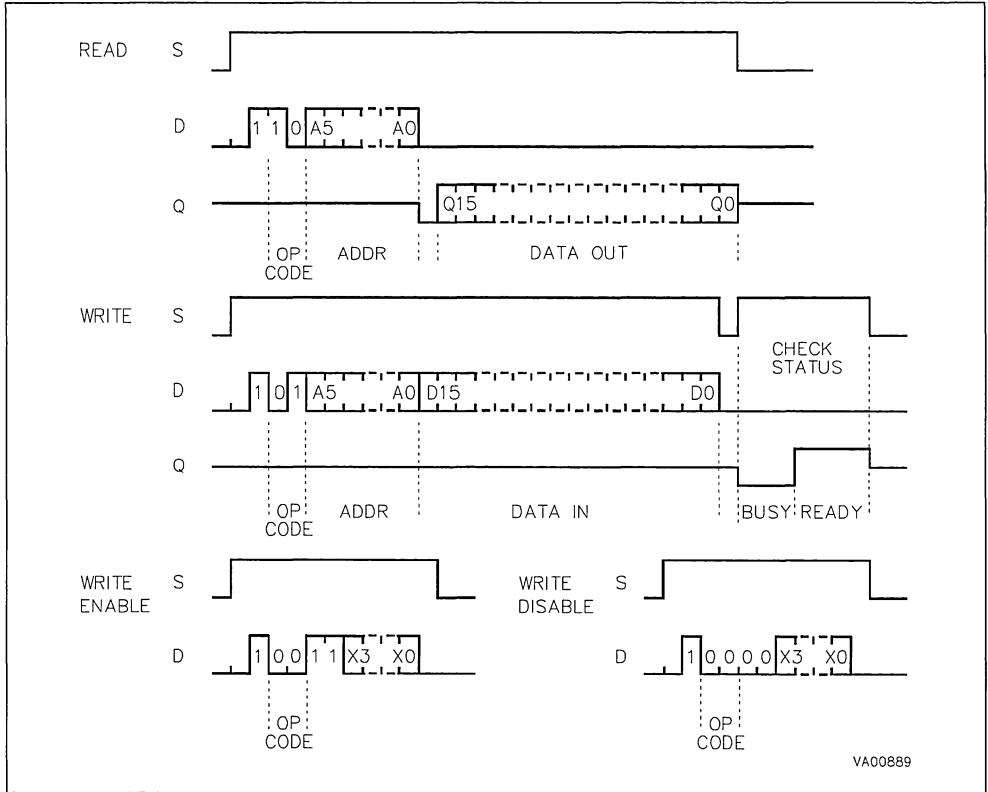 READ S
D 1 1 0 A5 A0
Q Q15 Q0
OP CODE ADDR DATA OUT
WRITE S
CHECK
STATUS
D 1 0 1 A5 A0 D15 D0
Q
OP CODE ADDR DATA IN BUSY READY
WRITE
ENABLE
S
D 1 0 0 1 1 X3 X0
OP
CODE
WRITE
DISABLE
S
D 1 0 0 0 0 X3 X0
OP
CODE
VA00889